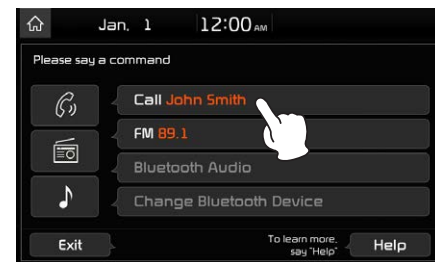 Jan. 1 12:00 AM
Please say a command
Call John Smith
FM 89.1
Bluetooth Audio
Change Bluetooth Device
Exit
To learn more,
say "Help"
Help